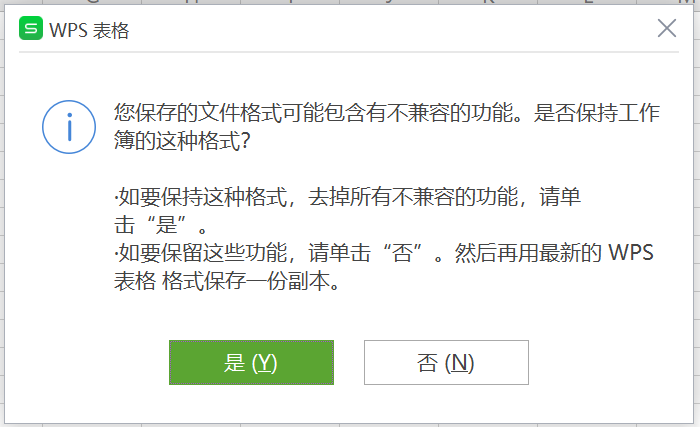 WPS 表格
您保存的文件格式可能包含有不兼容的功能。是否保持工作
簿的这种格式?
·如要保持这种格式，去掉所有不兼容的功能，请单
击“是”。
·如要保留这些功能，请单击“否”。然后再用最新的 WPS
表格 格式保存一份副本。
是 (Y)
否 (N)